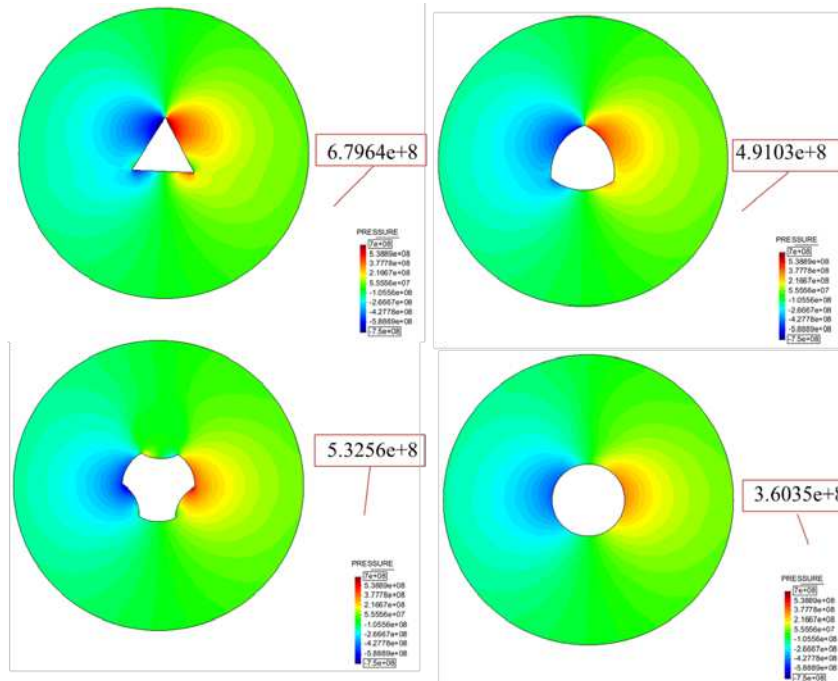 6.7964e+8
PRESSURE
7e+08
5.3889e+08
3.7778e+08
2.1667e+08
5.5556e+07
-1.0556e+08
-2.6667e+08
-4.2778e+08
-5.8889e+08
-7.5e+08
4.9103e+8
PRESSURE
7e+08
5.3889e+08
3.7778e+08
2.1667e+08
5.5556e+07
-1.0556e+08
-2.6667e+08
-4.2778e+08
-5.8889e+08
-7.5e+08
5.3256e+8
PRESSURE
7e+08
5.3889e+08
3.7778e+08
2.1667e+08
5.5556e+07
-1.0556e+08
-2.6667e+08
-4.2778e+08
-5.8889e+08
-7.5e+08
3.6035e+8
PRESSURE
7e+08
5.3889e+08
3.7778e+08
2.1667e+08
5.5556e+07
-1.0556e+08
-2.6667e+08
-4.2778e+08
-5.8889e+08
-7.5e+08